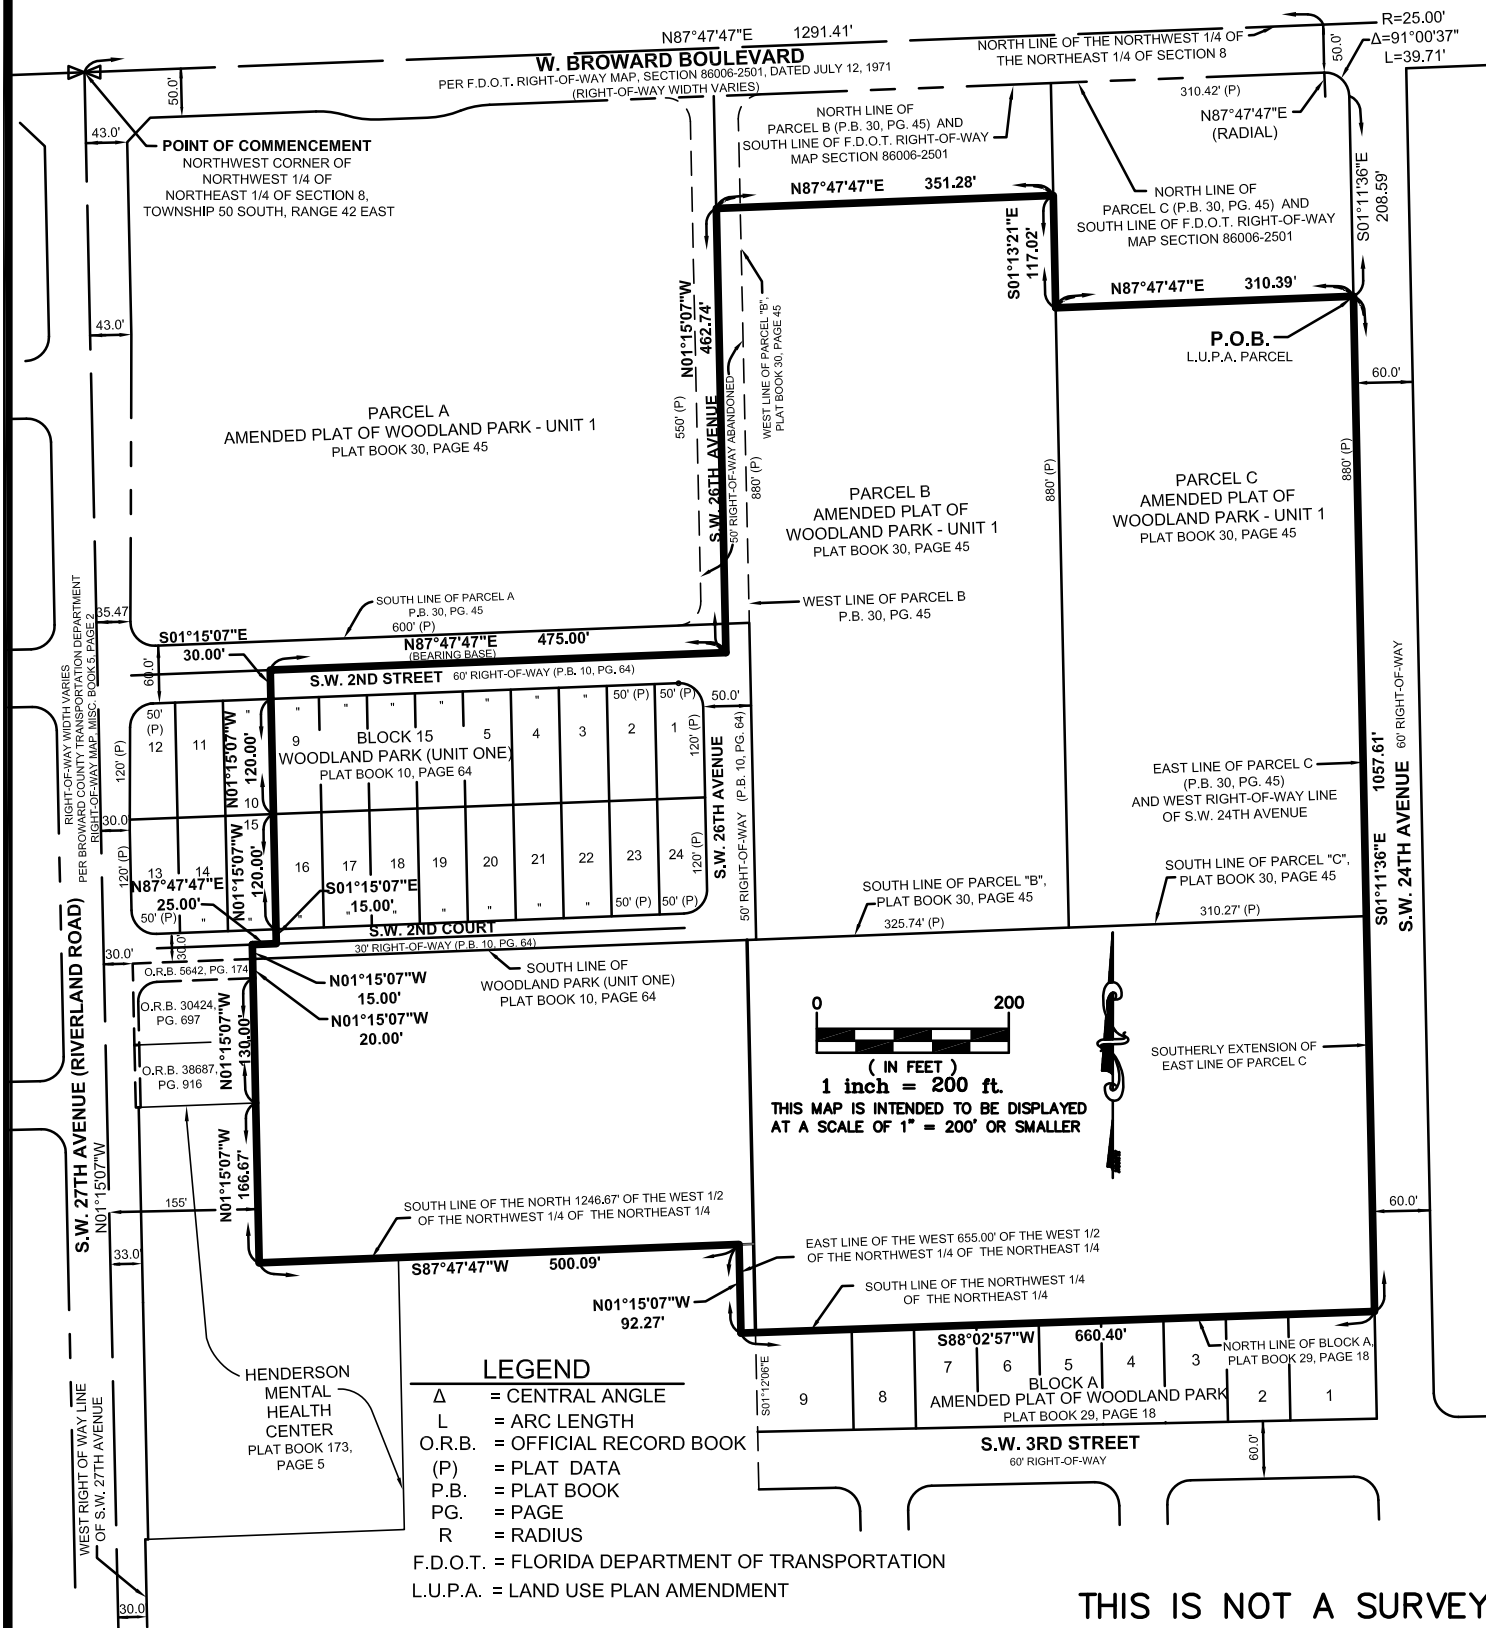 N87°47'47"E 1291.41'
W. BROWARD BOULEVARD
PER F.D.O.T. RIGHT-OF-WAY MAP, SECTION 86006-2501, DATED JULY 12, 1971
(RIGHT-OF-WAY WIDTH VARIES)
NORTH LINE OF THE NORTHWEST 1/4 OF
THE NORTHEAST 1/4 OF SECTION 8
R=25.00'
Δ=91°00'37"
L=39.71'
50.0'
50.0'
43.0'
310.42' (P)
N87°47'47"E
(RADIAL)
POINT OF COMMENCEMENT
NORTHWEST CORNER OF
NORTHWEST 1/4 OF
NORTHEAST 1/4 OF SECTION 8,
TOWNSHIP 50 SOUTH, RANGE 42 EAST
NORTH LINE OF
PARCEL B (P.B. 30, PG. 45) AND
SOUTH LINE OF F.D.O.T. RIGHT-OF-WAY
MAP SECTION 86006-2501
NORTH LINE OF
PARCEL C (P.B. 30, PG. 45) AND
SOUTH LINE OF F.D.O.T. RIGHT-OF-WAY
MAP SECTION 86006-2501
S01°11'36"E
208.59'
N87°47'47"E 351.28'
S01°13'21"E
117.02'
N87°47'47"E 310.39'
P.O.B.
L.U.P.A. PARCEL
43.0'
60.0'
N01°15'07"W
462.74'
WEST LINE OF PARCEL "B",
PLAT BOOK 30, PAGE 45
550' (P)
S.W. 26TH AVENUE
50' RIGHT-OF-WAY ABANDONED
880' (P)
880' (P)
880' (P)
PARCEL A
AMENDED PLAT OF WOODLAND PARK - UNIT 1
PLAT BOOK 30, PAGE 45
PARCEL B
AMENDED PLAT OF
WOODLAND PARK - UNIT 1
PLAT BOOK 30, PAGE 45
PARCEL C
AMENDED PLAT OF
WOODLAND PARK - UNIT 1
PLAT BOOK 30, PAGE 45
WEST LINE OF PARCEL B
P.B. 30, PG. 45
SOUTH LINE OF PARCEL A
P.B. 30, PG. 45
600' (P)
35.47
S01°15'07"E
30.00'
N87°47'47"E 475.00'
(BEARING BASE)
60.0'
S.W. 2ND STREET 60' RIGHT-OF-WAY (P.B. 10, PG. 64)
RIGHT-OF-WAY WIDTH VARIES
PER BROWARD COUNTY TRANSPORTATION DEPARTMENT
RIGHT-OF-WAY MAP, MISC. BOOK 5, PAGE 2
50' (P) 50' (P) 50.0'
50'
(P)
12 11 9 5 4 3 2 1
" " " " " " " "
BLOCK 15
WOODLAND PARK (UNIT ONE)
PLAT BOOK 10, PAGE 64
120' (P)
N01°15'07"W
120.00'
120' (P)
10
15
30.0
120' (P)
N01°15'07"W
120.00'
120' (P)
13 14 16 17 18 19 20 21 22 23 24
S.W. 26TH AVENUE
50' RIGHT-OF-WAY (P.B. 10, PG. 64)
N87°47'47"E
25.00'
S01°15'07"E
15.00'
50' (P) " " " " " " " " 50' (P) 50' (P)
S.W. 2ND COURT
30' RIGHT-OF-WAY (P.B. 10, PG. 64)
30.0'
30.0'
EAST LINE OF PARCEL C
(P.B. 30, PG. 45)
AND WEST RIGHT-OF-WAY LINE
OF S.W. 24TH AVENUE
S01°11'36"E 1057.61'
S.W. 24TH AVENUE 60' RIGHT-OF-WAY
SOUTH LINE OF PARCEL "B",
PLAT BOOK 30, PAGE 45
325.74' (P)
SOUTH LINE OF PARCEL "C",
PLAT BOOK 30, PAGE 45
310.27' (P)
O.R.B. 5642, PG. 174
O.R.B. 30424,
PG. 697
O.R.B. 38687,
PG. 916
N01°15'07"W
15.00'
N01°15'07"W
20.00'
SOUTH LINE OF
WOODLAND PARK (UNIT ONE)
PLAT BOOK 10, PAGE 64
N01°15'07"W
130.00'
0 200
( IN FEET )
1 inch = 200 ft.
THIS MAP IS INTENDED TO BE DISPLAYED
AT A SCALE OF 1" = 200' OR SMALLER
SOUTHERLY EXTENSION OF
EAST LINE OF PARCEL C
S.W. 27TH AVENUE (RIVERLAND ROAD)
N01°15'07"W
N01°15'07"W
166.67'
155'
33.0'
60.0'
SOUTH LINE OF THE NORTH 1246.67' OF THE WEST 1/2
OF THE NORTHWEST 1/4 OF THE NORTHEAST 1/4
S87°47'47"W 500.09'
EAST LINE OF THE WEST 655.00' OF THE WEST 1/2
OF THE NORTHWEST 1/4 OF THE NORTHEAST 1/4
SOUTH LINE OF THE NORTHWEST 1/4
OF THE NORTHEAST 1/4
N01°15'07"W
92.27'
S88°02'57"W 660.40'
NORTH LINE OF BLOCK A,
PLAT BOOK 29, PAGE 18
S01°12'06"E
9 8 7 6 5 4 3 2 1
BLOCK A
AMENDED PLAT OF WOODLAND PARK
PLAT BOOK 29, PAGE 18
S.W. 3RD STREET
60' RIGHT-OF-WAY
60.0'
HENDERSON
MENTAL
HEALTH
CENTER
PLAT BOOK 173,
PAGE 5
WEST RIGHT OF WAY LINE
OF S.W. 27TH AVENUE
30.0
LEGEND
Δ = CENTRAL ANGLE
L = ARC LENGTH
O.R.B. = OFFICIAL RECORD BOOK
(P) = PLAT DATA
P.B. = PLAT BOOK
PG. = PAGE
R = RADIUS
F.D.O.T. = FLORIDA DEPARTMENT OF TRANSPORTATION
L.U.P.A. = LAND USE PLAN AMENDMENT
THIS IS NOT A SURVEY